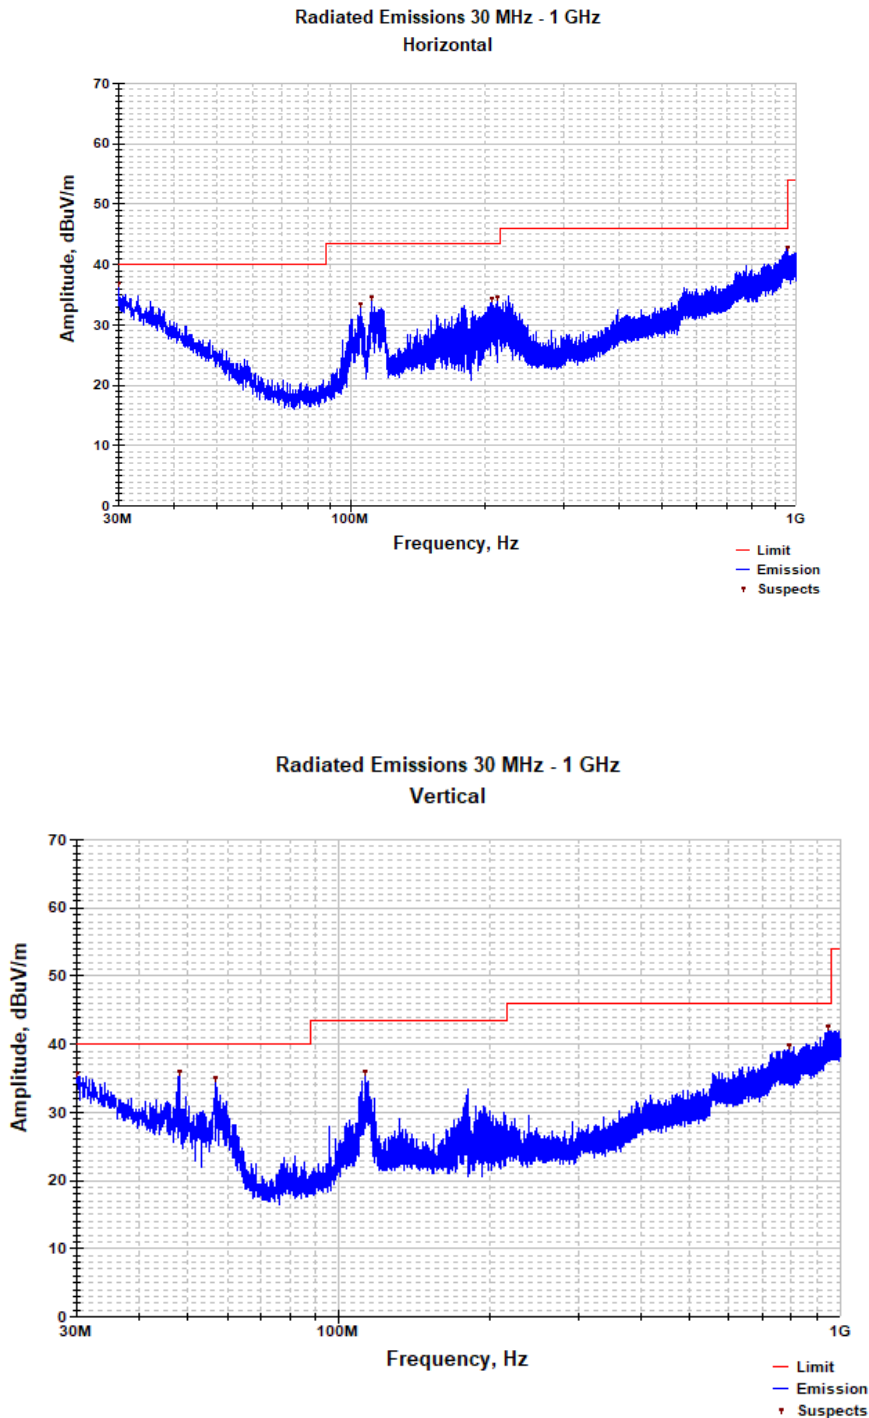 Radiated Emissions 30 MHz - 1 GHz
Horizontal
70
60
50
40
30
20
10
0
Amplitude, dBuV/m
30M 100M 1G
Frequency, Hz
Limit
Emission
Suspects
Radiated Emissions 30 MHz - 1 GHz
Vertical
70
60
50
40
30
20
10
0
Amplitude, dBuV/m
30M 100M 1G
Frequency, Hz
Limit
Emission
Suspects